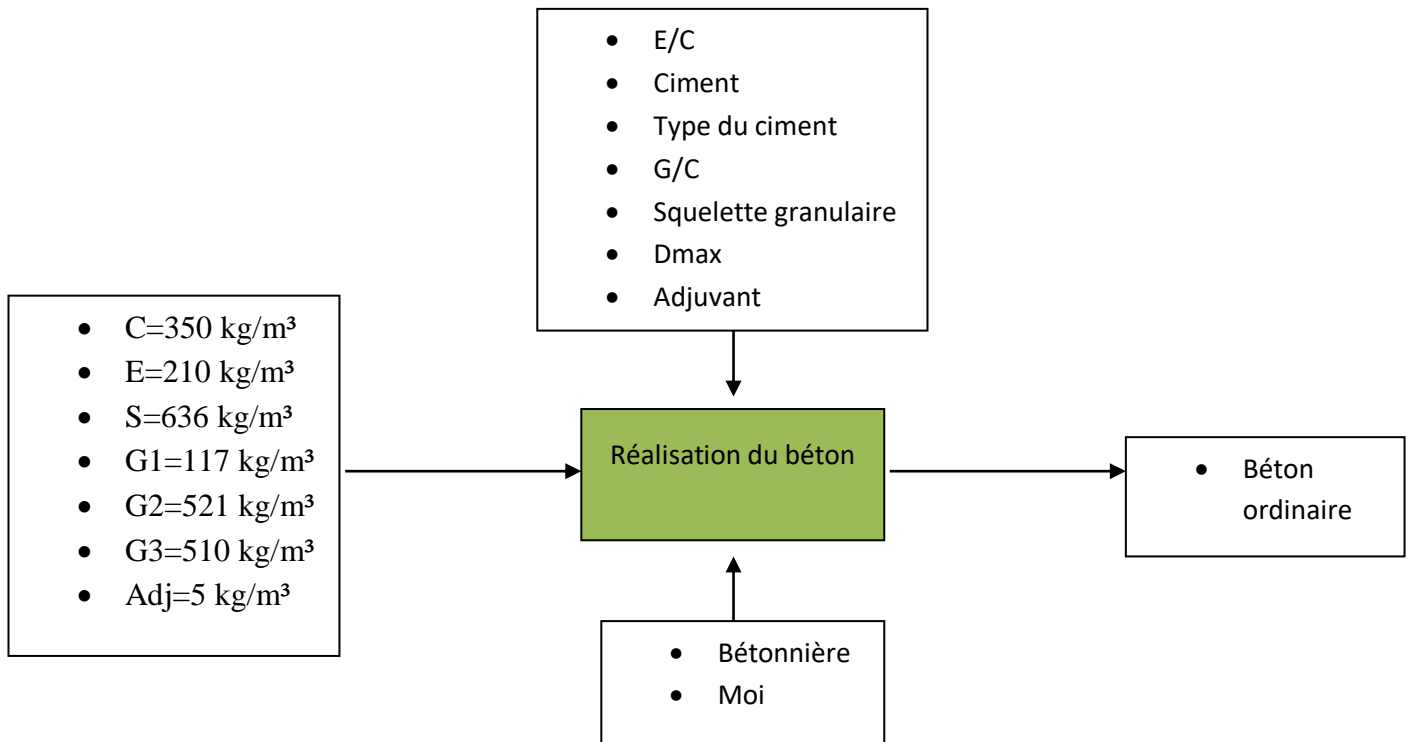 • E/C
• Ciment
• Type du ciment
• G/C
• Squelette granulaire
• Dmax
• Adjuvant
• C=350 kg/m³
• E=210 kg/m³
• S=636 kg/m³
• G1=117 kg/m³
• G2=521 kg/m³
• G3=510 kg/m³
• Adj=5 kg/m³
Réalisation du béton
• Béton
ordinaire
• Bétonnière
• Moi